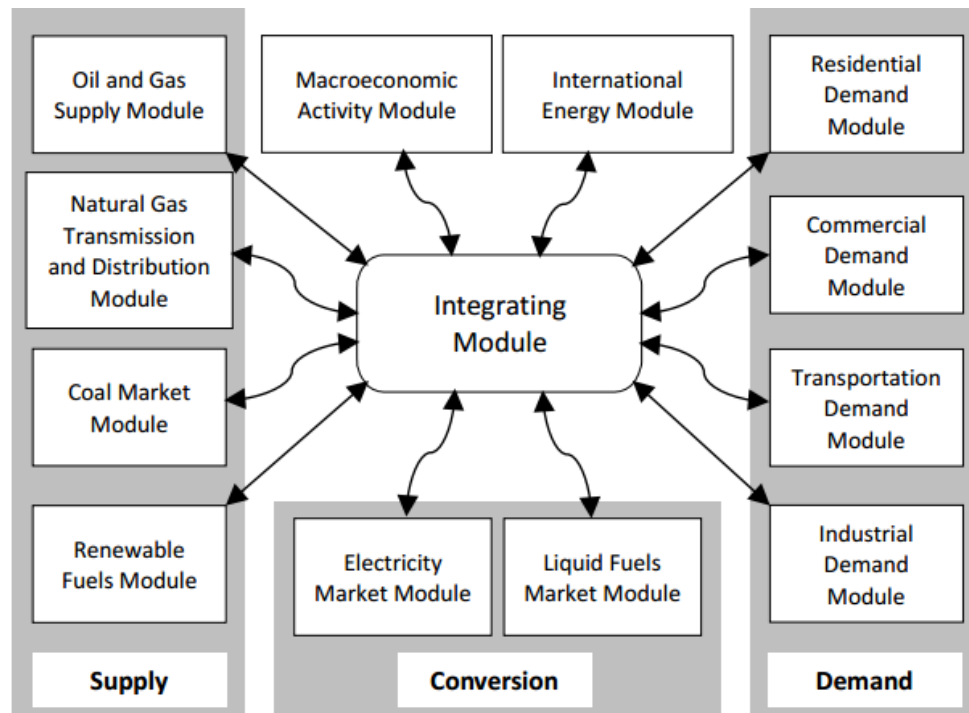 Oil and Gas
Supply Module
Macroeconomic
Activity Module
International
Energy Module
Residential
Demand
Module
Natural Gas
Transmission
and Distribution
Module
Commercial
Demand
Module
Integrating
Module
Coal Market
Module
Transportation
Demand
Module
Renewable
Fuels Module
Electricity
Market Module
Liquid Fuels
Market Module
Industrial
Demand
Module
Supply
Conversion
Demand